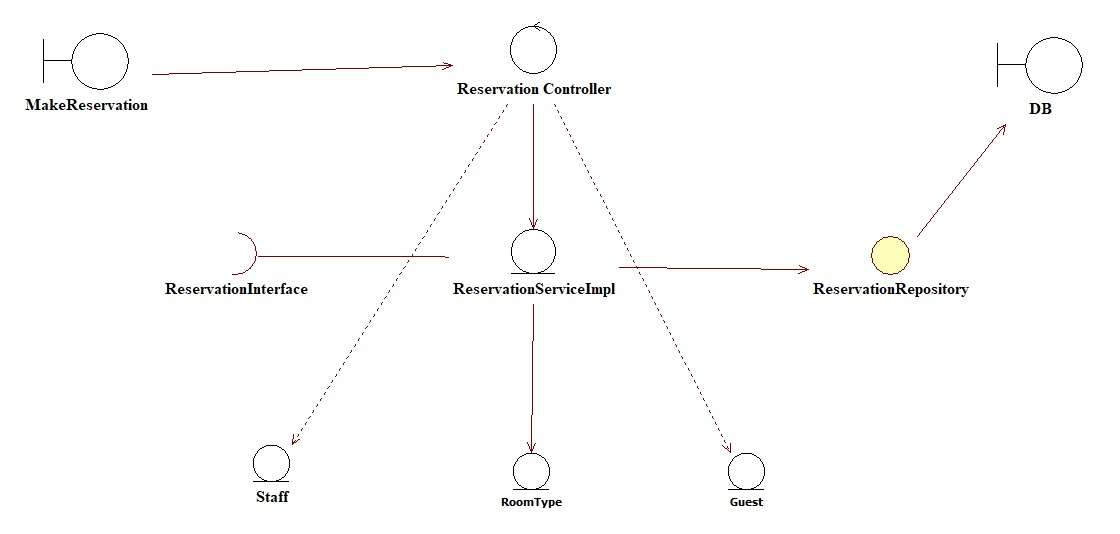 MakeReservation
Reservation Controller
DB
ReservationInterface
ReservationServiceImpl
ReservationRepository
Staff
RoomType
Guest